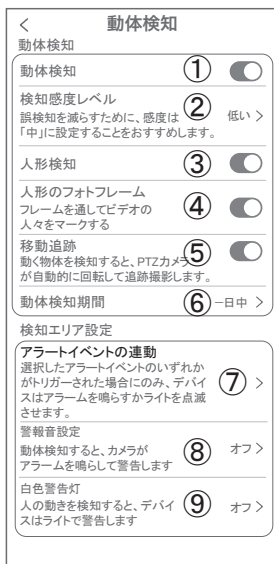 < 動体検知
動体検知
動体検知 ①
検知感度レベル ②
誤検知を減らすために、感度は 低い >
「中」に設定することをおすすめします。
人形検知 ③
人形のフォトフレーム ④
フレームを通してビデオの
人々をマークする
移動追跡 ⑤
動く物体を検知すると、PTZカメラ
が自動的に回転して追跡撮影します。
動体検知期間 ⑥ 一日中 >
検知エリア設定
アラートイベントの連動
選択したアラートイベントのいずれか
がトリガーされた場合にのみ、デバイ ⑦ >
スはアラームを鳴らすかライトを点滅
させます。
警報音設定
動体検知すると、カメラが ⑧ オフ >
アラームを鳴らして警告します
白色警告灯
人の動きを検知すると、デバイ ⑨ オフ >
スはライトで警告します